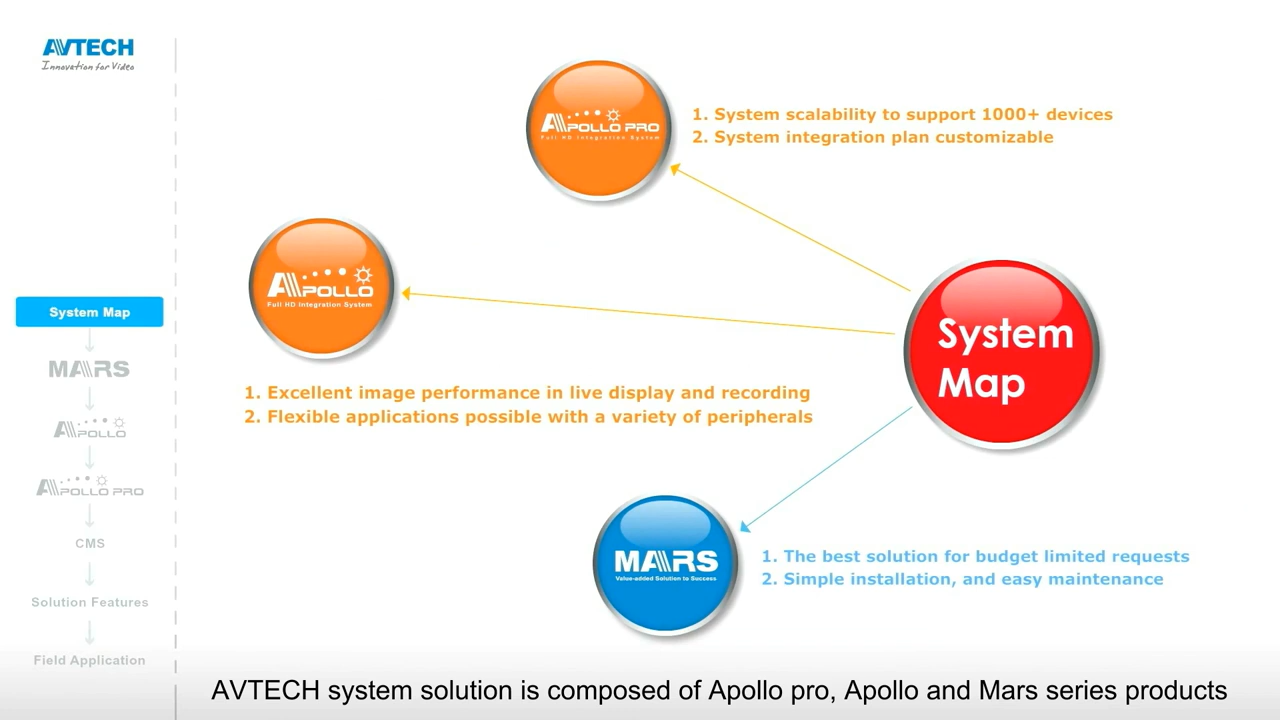 AVTECH
Innovation for Video
System Map
MARS
APOLLO
APOLLO PRO
CMS
Solution Features
Field Application
APOLLO PRO
Full HD Integration System
1. System scalability to support 1000+ devices
2. System integration plan customizable
APOLLO
Full HD Integration System
1. Excellent image performance in live display and recording
2. Flexible applications possible with a variety of peripherals
System
Map
MARS
Value-added Solution to Success
1. The best solution for budget limited requests
2. Simple installation, and easy maintenance
AVTECH system solution is composed of Apollo pro, Apollo and Mars series products